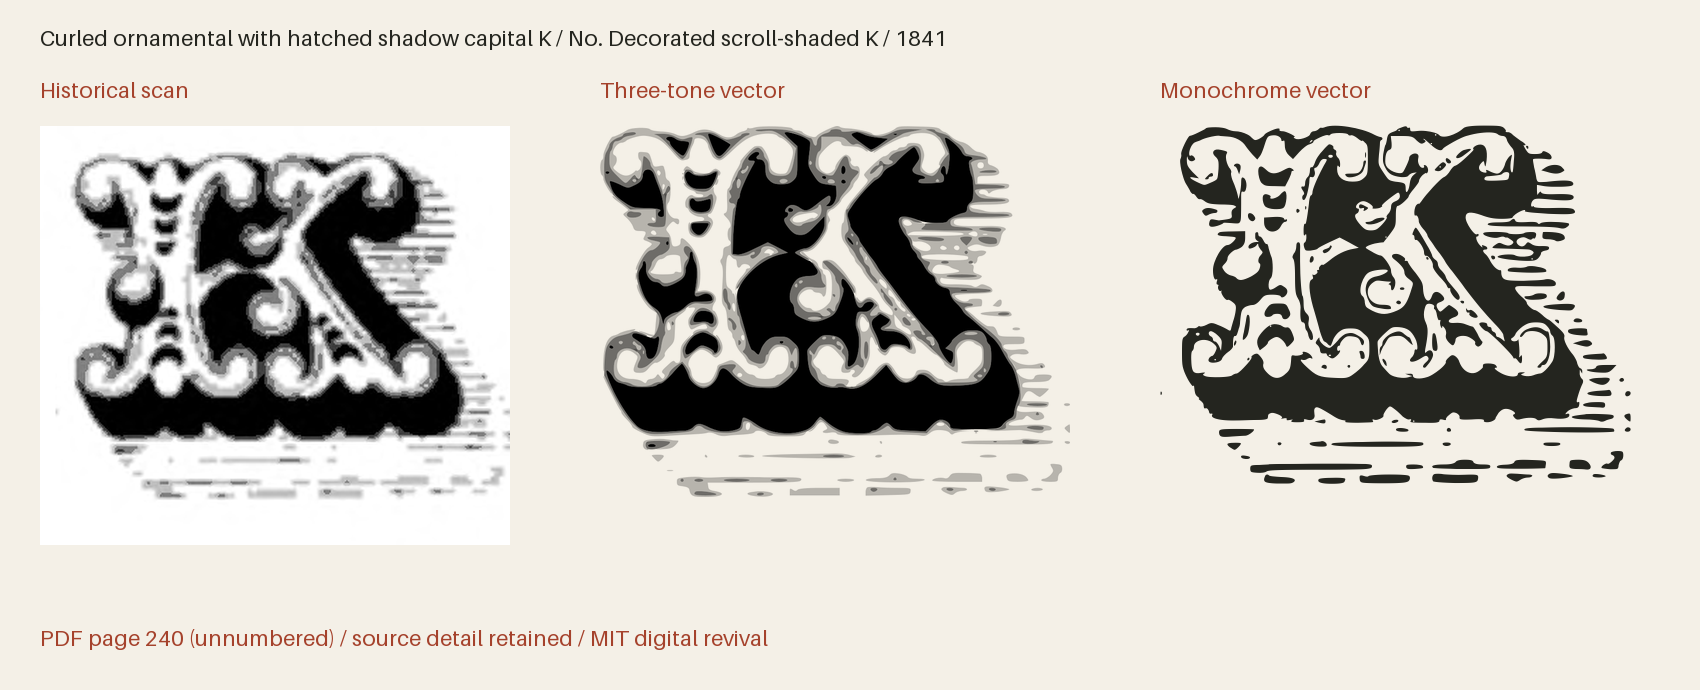 Curled ornamental with hatched shadow capital K / No. Decorated scroll-shaded K / 1841
Historical scan
Three-tone vector
Monochrome vector
K
K
K
PDF page 240 (unnumbered) / source detail retained / MIT digital revival